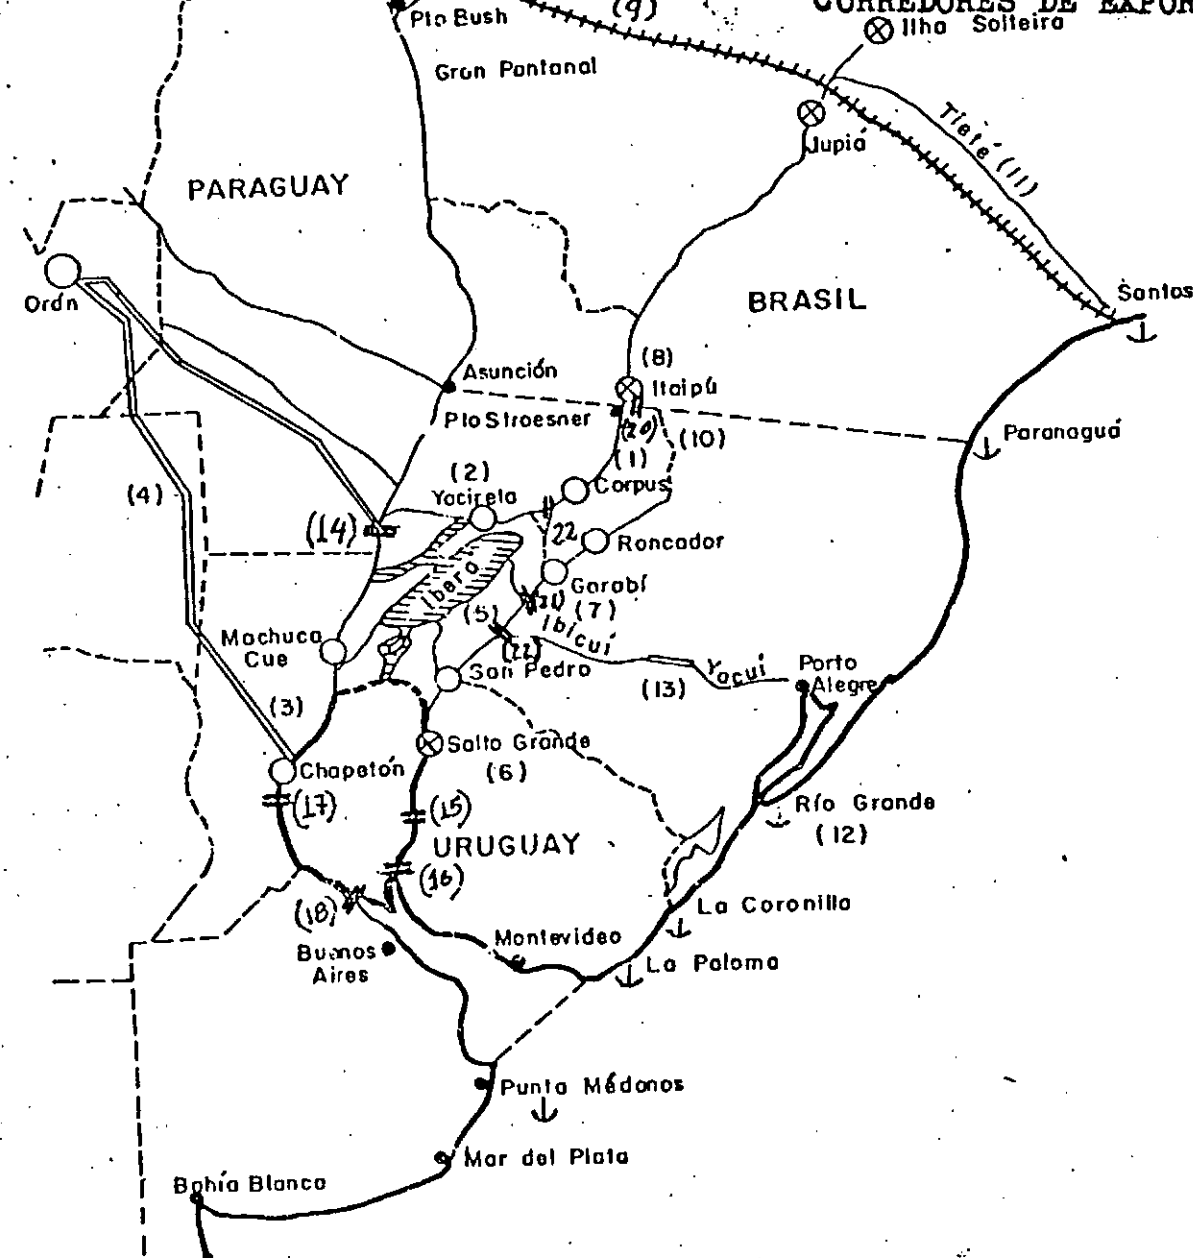 (9)
CORREDORES DE EXPOR
Pto Bush
Ilha Solteira
Gran Pantanal
Jupiá
Tieté (11)
PARAGUAY
Orán
BRASIL
Santos
(8)
Asunción
Itaipú
Pto Stroesner
(20)
(10)
Paranaguá
(1)
(2)
(4)
Yacireta
Corpus
(14)
22
Roncador
Iberá
Garabí
(21)
(7)
(5)
Ibicuí
Machuca
Cue
(22)
San Pedro
Yacuí
(13)
Porto
Alegre
(3)
Salto Grande
(6)
Chapetón
(17)
(15)
Río Grande
(12)
URUGUAY
(16)
(18)
La Coronilla
Montevideo
Buenos
Aires
La Paloma
Punta Médanos
Mar del Plata
Bahía Blanca